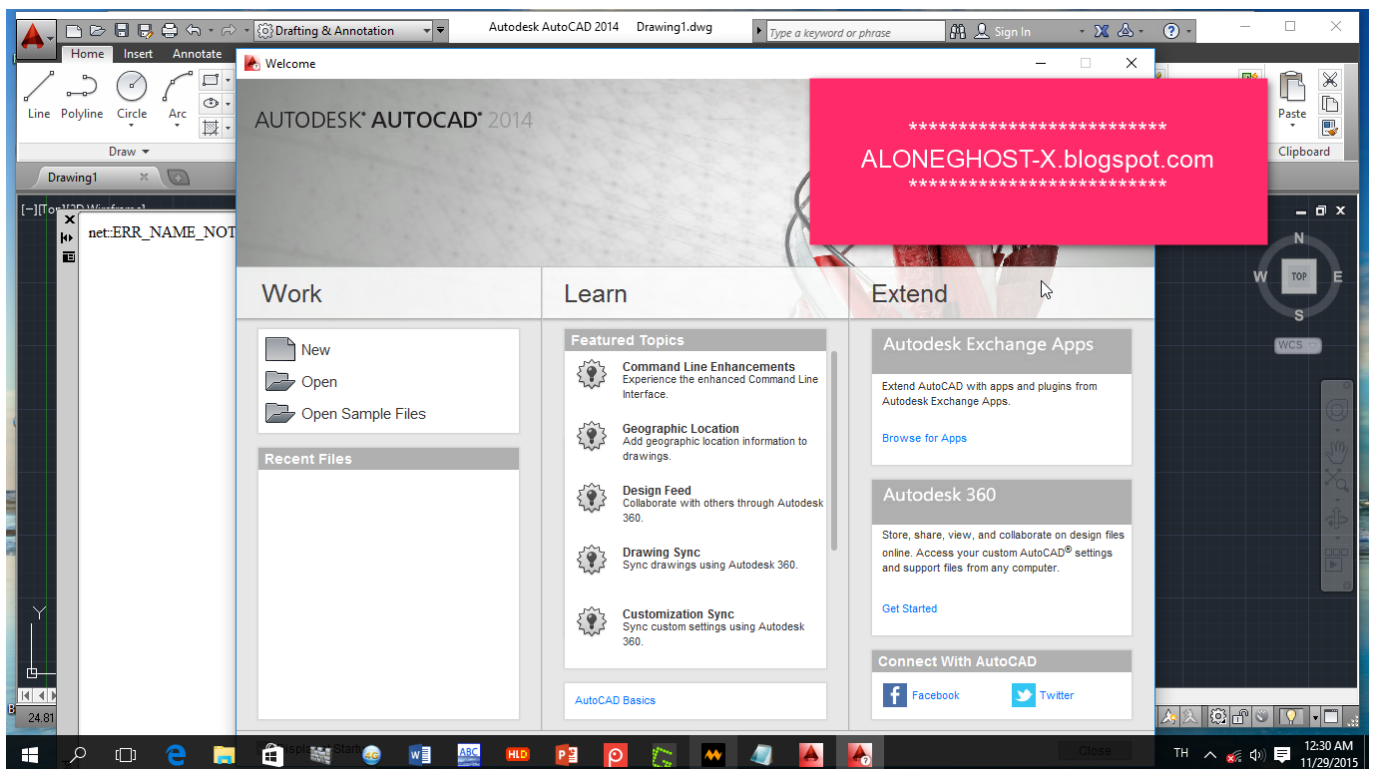 Drafting & Annotation
Autodesk AutoCAD 2014 Drawing1.dwg
Type a keyword or phrase
Sign In
Home Insert Annotate
Welcome
Line Polyline Circle Arc
Draw
Paste
Clipboard
AUTODESK® AUTOCAD® 2014
**************************
ALONEGHOST-X.blogspot.com
**************************
Drawing1
net::ERR_NAME_NOT
N
W TOP E
S
WCS
Work
New
Open
Open Sample Files
Recent Files
Learn
Featured Topics
Command Line Enhancements
Experience the enhanced Command Line
Interface.
Geographic Location
Add geographic location information to
drawings.
Design Feed
Collaborate with others through Autodesk
360.
Drawing Sync
Sync drawings using Autodesk 360.
Customization Sync
Sync custom settings using Autodesk
360.
AutoCAD Basics
Extend
Autodesk Exchange Apps
Extend AutoCAD with apps and plugins from
Autodesk Exchange Apps.
Browse for Apps
Autodesk 360
Store, share, view, and collaborate on design files
online. Access your custom AutoCAD® settings
and support files from any computer.
Get Started
Connect With AutoCAD
Facebook
Twitter
Y
24.81
Close
4G
ABC
HLD
TH
12:30 AM
11/29/2015